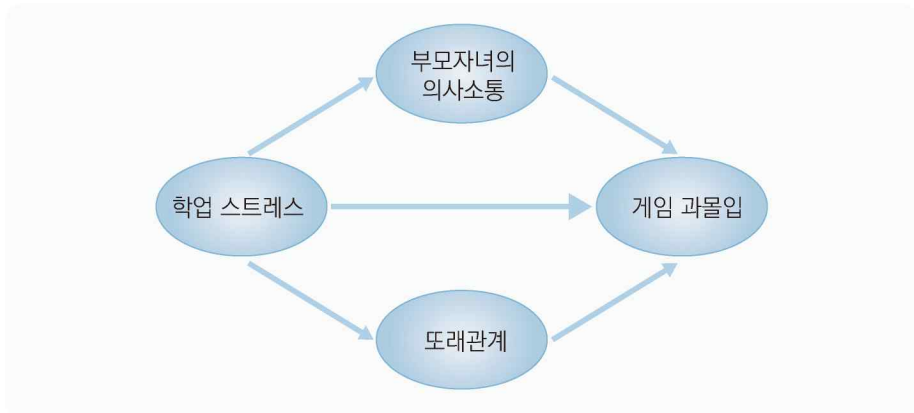 부모자녀의
의사소통
학업 스트레스
게임 과몰입
또래관계